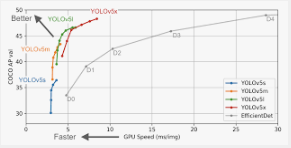 Better
YOLOv5x
YOLOv5l
YOLOv5m
YOLOv5s
D0
D1
D2
D3
D4
YOLOv5s
YOLOv5m
YOLOv5l
YOLOv5x
EfficientDet
COCO AP val
50
45
40
35
30
0
5
10
15
20
25
30
Faster
GPU Speed (ms/img)